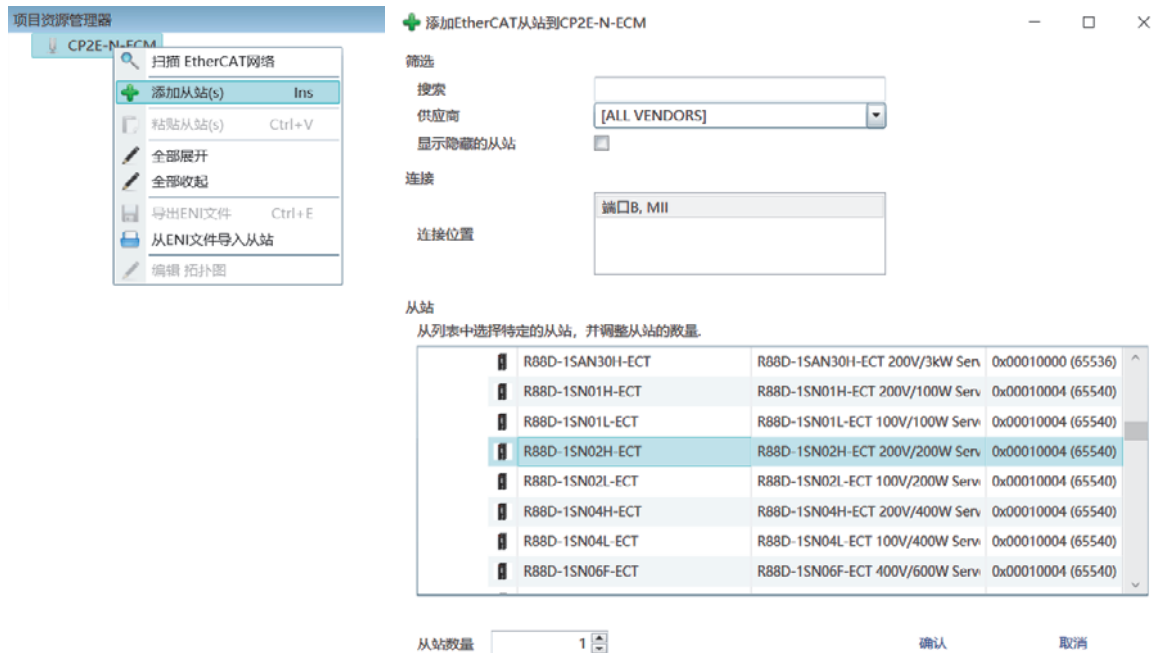 项目资源管理器
CP2E-N-ECM
扫描 EtherCAT网络
添加从站(s) Ins
粘贴从站(s) Ctrl+V
全部展开
全部收起
导出ENI文件 Ctrl+E
从ENI文件导入从站
编辑 拓扑图
添加EtherCAT从站到CP2E-N-ECM
筛选
搜索
供应商 [ALL VENDORS]
显示隐藏的从站
连接
端口B, MII
连接位置
从站
从列表中选择特定的从站，并调整从站的数量.
R88D-1SAN30H-ECT R88D-1SAN30H-ECT 200V/3kW Serv 0x00010000 (65536)
R88D-1SN01H-ECT R88D-1SN01H-ECT 200V/100W Serv 0x00010004 (65540)
R88D-1SN01L-ECT R88D-1SN01L-ECT 100V/100W Serv 0x00010004 (65540)
R88D-1SN02H-ECT R88D-1SN02H-ECT 200V/200W Serv 0x00010004 (65540)
R88D-1SN02L-ECT R88D-1SN02L-ECT 100V/200W Serv 0x00010004 (65540)
R88D-1SN04H-ECT R88D-1SN04H-ECT 200V/400W Serv 0x00010004 (65540)
R88D-1SN04L-ECT R88D-1SN04L-ECT 100V/400W Serv 0x00010004 (65540)
R88D-1SN06F-ECT R88D-1SN06F-ECT 400V/600W Serv 0x00010004 (65540)
从站数量 1 确认 取消